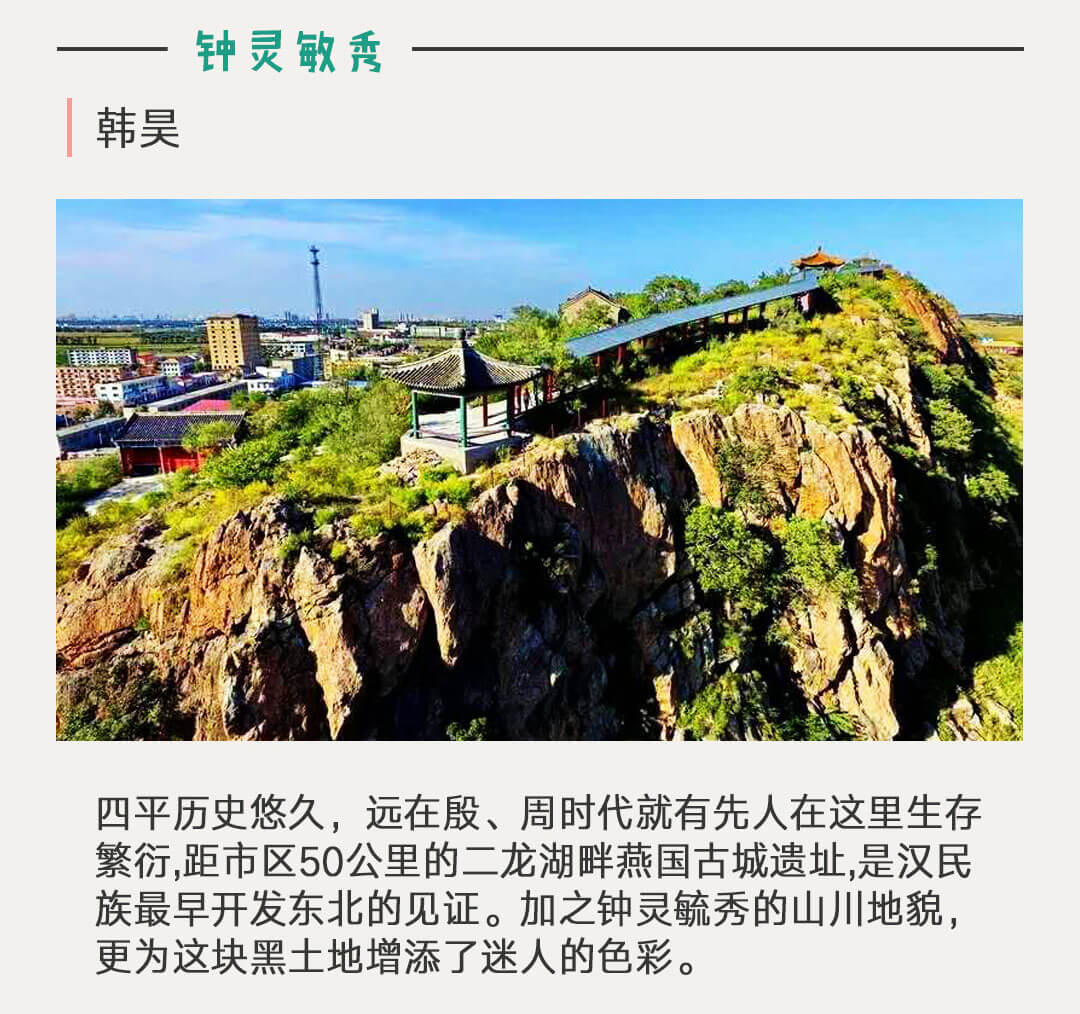 钟灵敏秀
韩昊
四平历史悠久，远在殷、周时代就有先人在这里生存
繁衍,距市区50公里的二龙湖畔燕国古城遗址,是汉民
族最早开发东北的见证。加之钟灵毓秀的山川地貌，
更为这块黑土地增添了迷人的色彩。